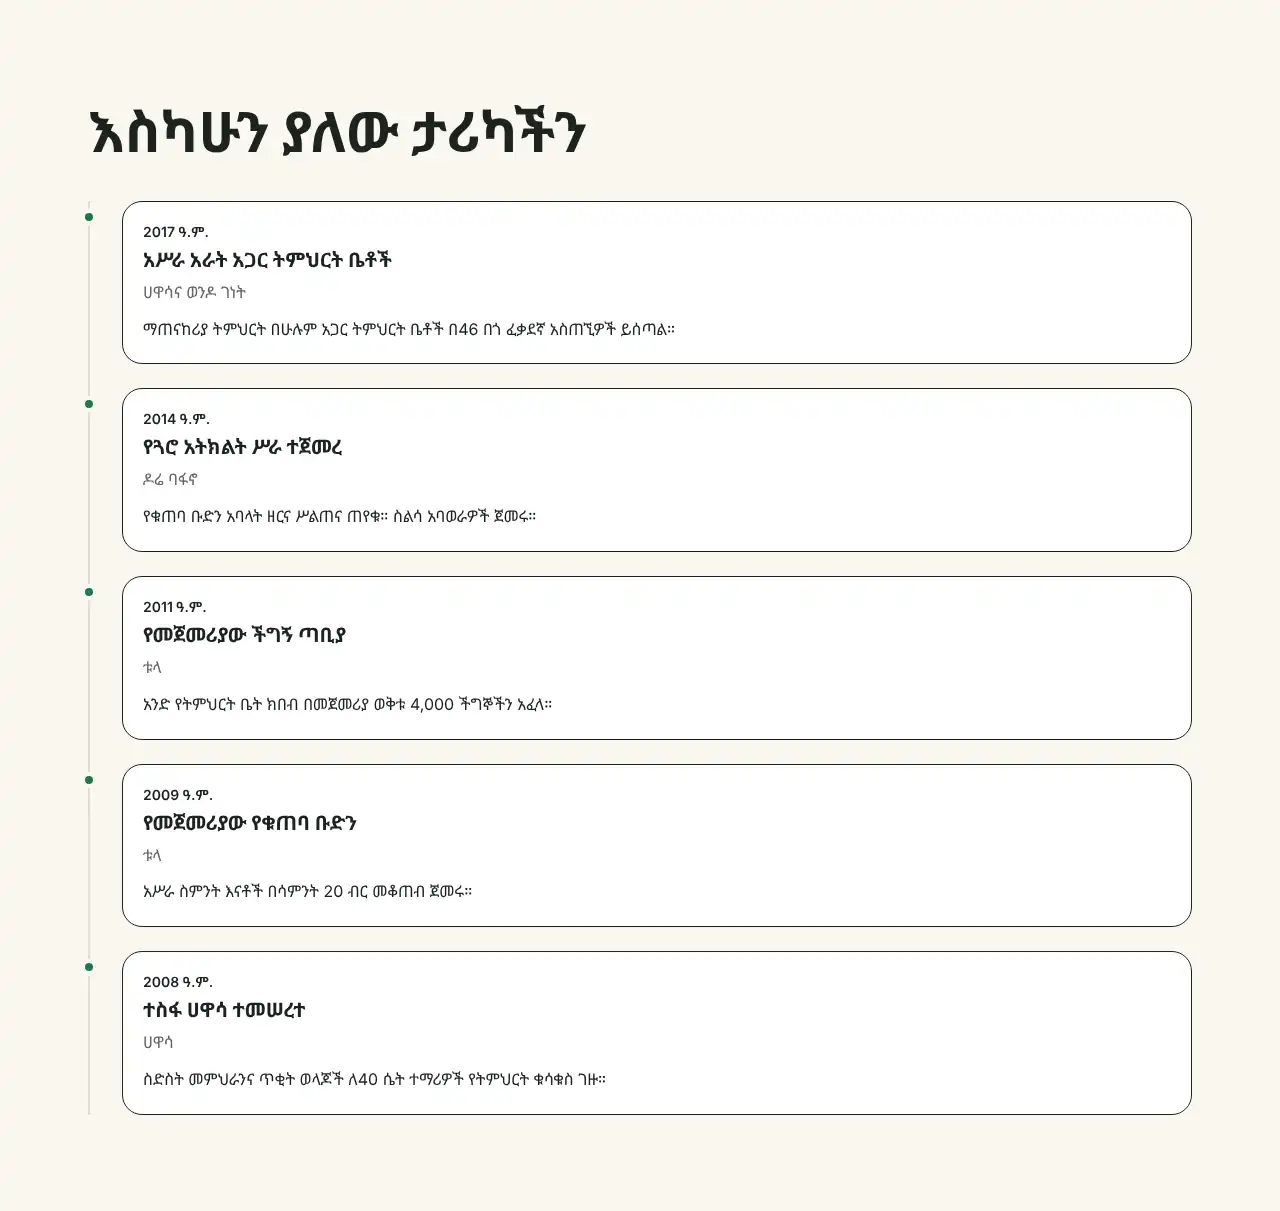 እስካሁን ያለው ታሪካችን
2017 ዓ.ም.
አሥራ አራት አጋር ትምህርት ቤቶች
ሀዋሳና ወንዶ ገነት
ማጠናከሪያ ትምህርት በሁሉም አጋር ትምህርት ቤቶች በ46 በጎ ፈቃደኛ አስጠኚዎች ይሰጣል።
2014 ዓ.ም.
የጓሮ አትክልት ሥራ ተጀመረ
ዶሬ ባፋኖ
የቁጠባ ቡድን አባላት ዘርና ሥልጠና ጠየቁ። ስልሳ አባወራዎች ጀመሩ።
2011 ዓ.ም.
የመጀመሪያው ችግኝ ጣቢያ
ቱላ
አንድ የትምህርት ቤት ክበብ በመጀመሪያ ወቅቱ 4,000 ችግኞችን አፈላ።
2009 ዓ.ም.
የመጀመሪያው የቁጠባ ቡድን
ቱላ
አሥራ ስምንት እናቶች በሳምንት 20 ብር መቆጠብ ጀመሩ።
2008 ዓ.ም.
ተስፋ ሀዋሳ ተመሠረተ
ሀዋሳ
ስድስት መምህራንና ጥቂት ወላጆች ለ40 ሴት ተማሪዎች የትምህርት ቁሳቁስ ገዙ።